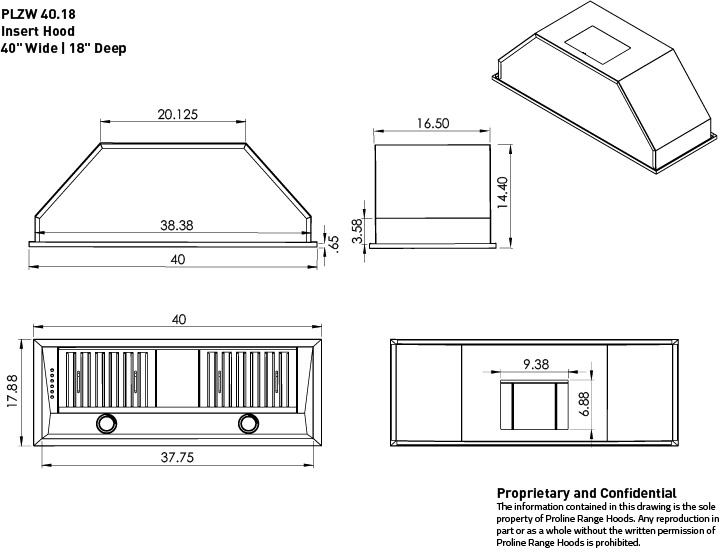 PLZW 40.18
Insert Hood
40" Wide | 18" Deep
20.125
38.38
40
.65
16.50
14.40
3.58
40
17.88
37.75
9.38
6.88
Proprietary and Confidential
The information contained in this drawing is the sole
property of Proline Range Hoods. Any reproduction in
part or as a whole without the written permission of
Proline Range Hoods is prohibited.